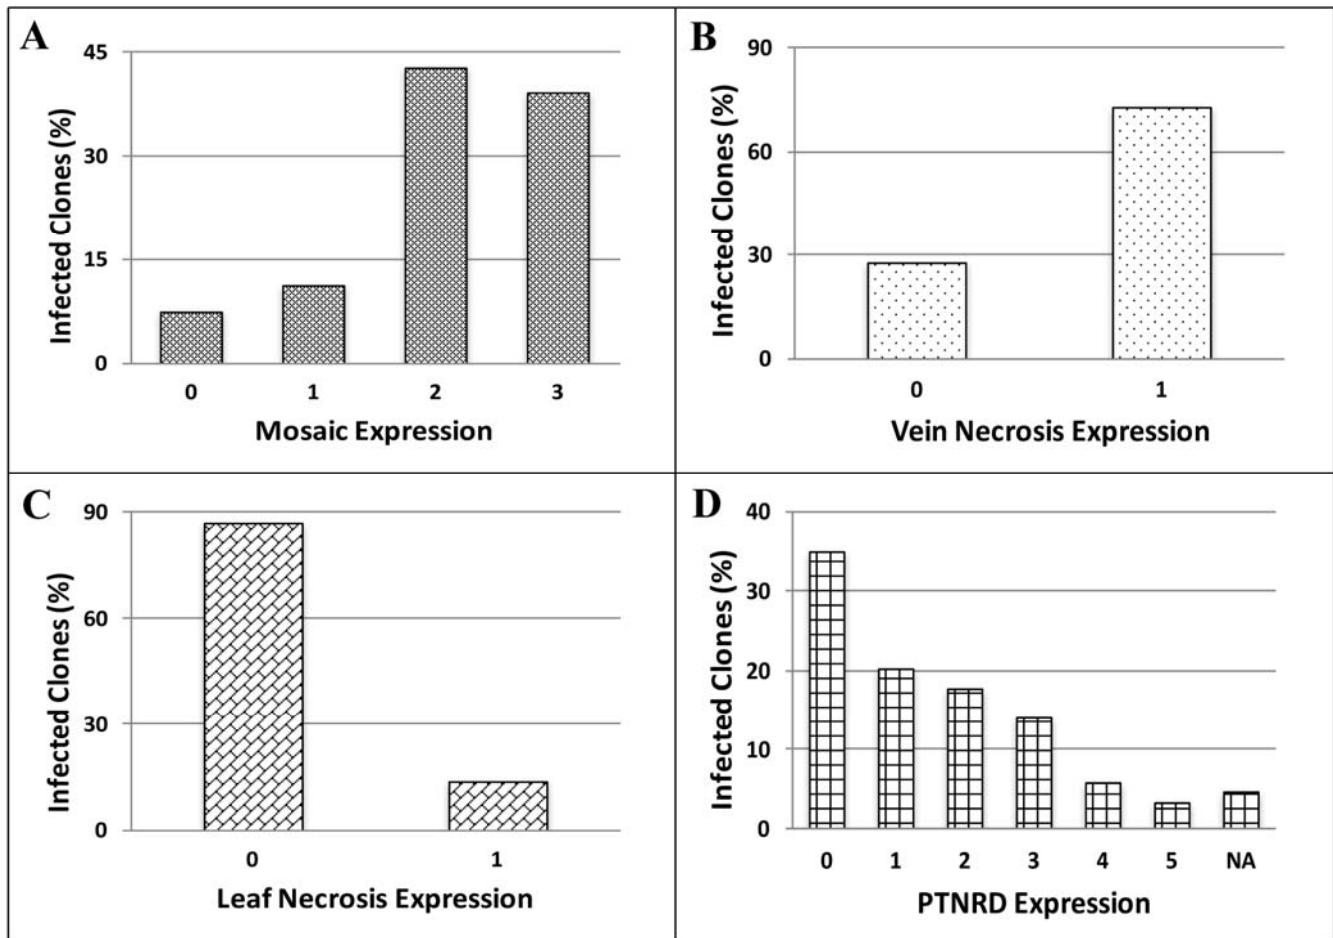 A
Infected Clones (%)
45
30
15
0
0 1 2 3
Mosaic Expression
B
Infected Clones (%)
90
60
30
0
0 1
Vein Necrosis Expression
C
Infected Clones (%)
90
60
30
0
0 1
Leaf Necrosis Expression
D
Infected Clones (%)
40
30
20
10
0
0 1 2 3 4 5 NA
PTNRD Expression